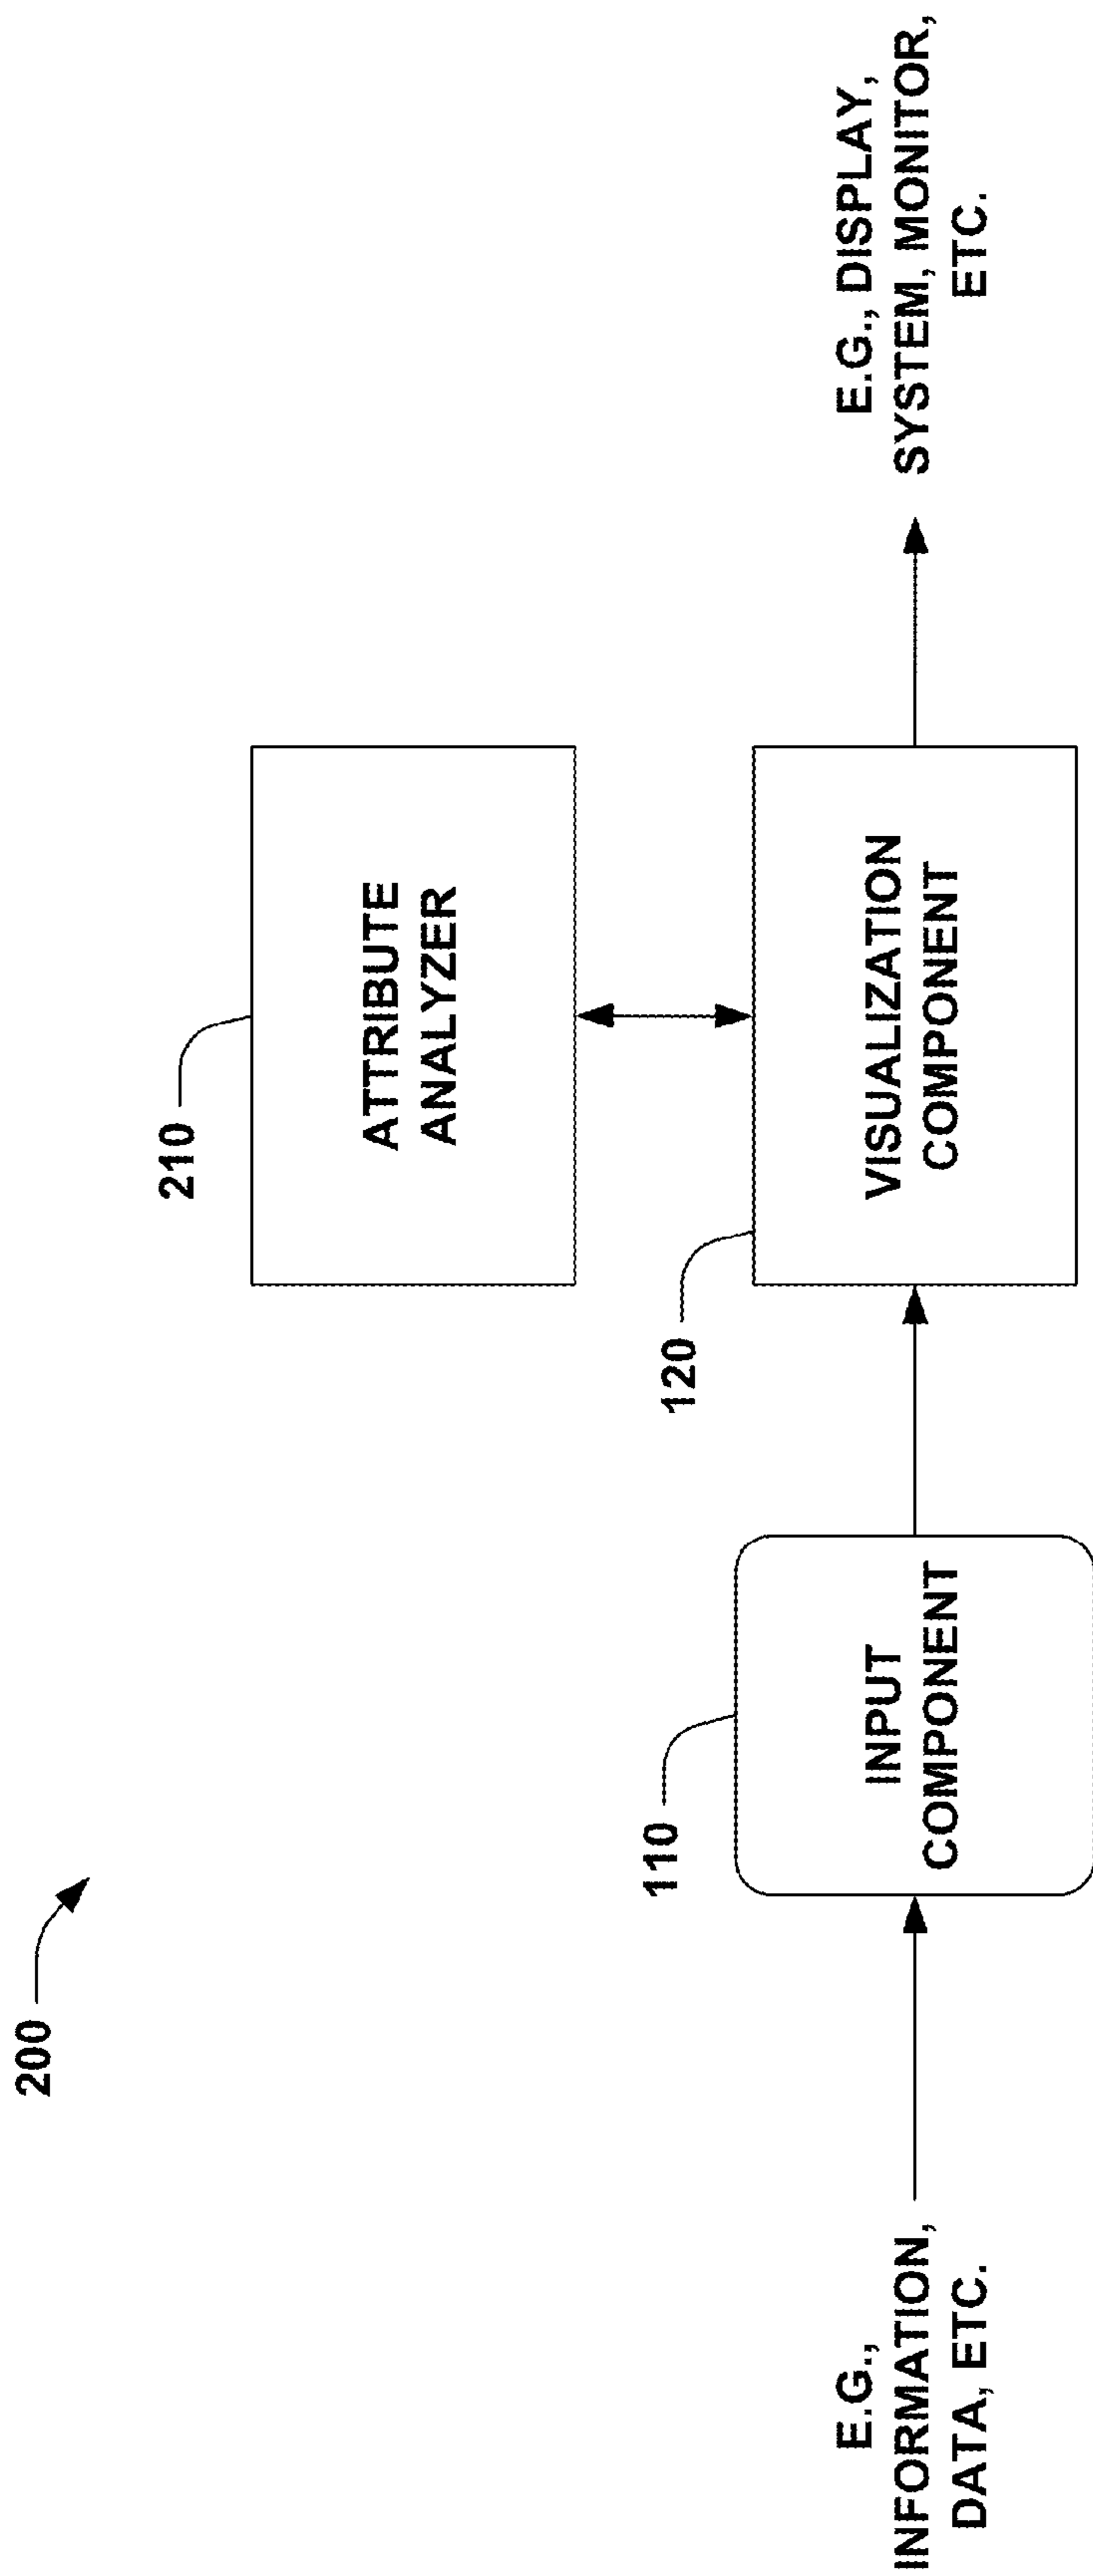 200
210
ATTRIBUTE
ANALYZER
110
120
E.G.,
INFORMATION,
DATA, ETC.
INPUT
COMPONENT
VISUALIZATION
COMPONENT
E.G., DISPLAY,
SYSTEM, MONITOR,
ETC.